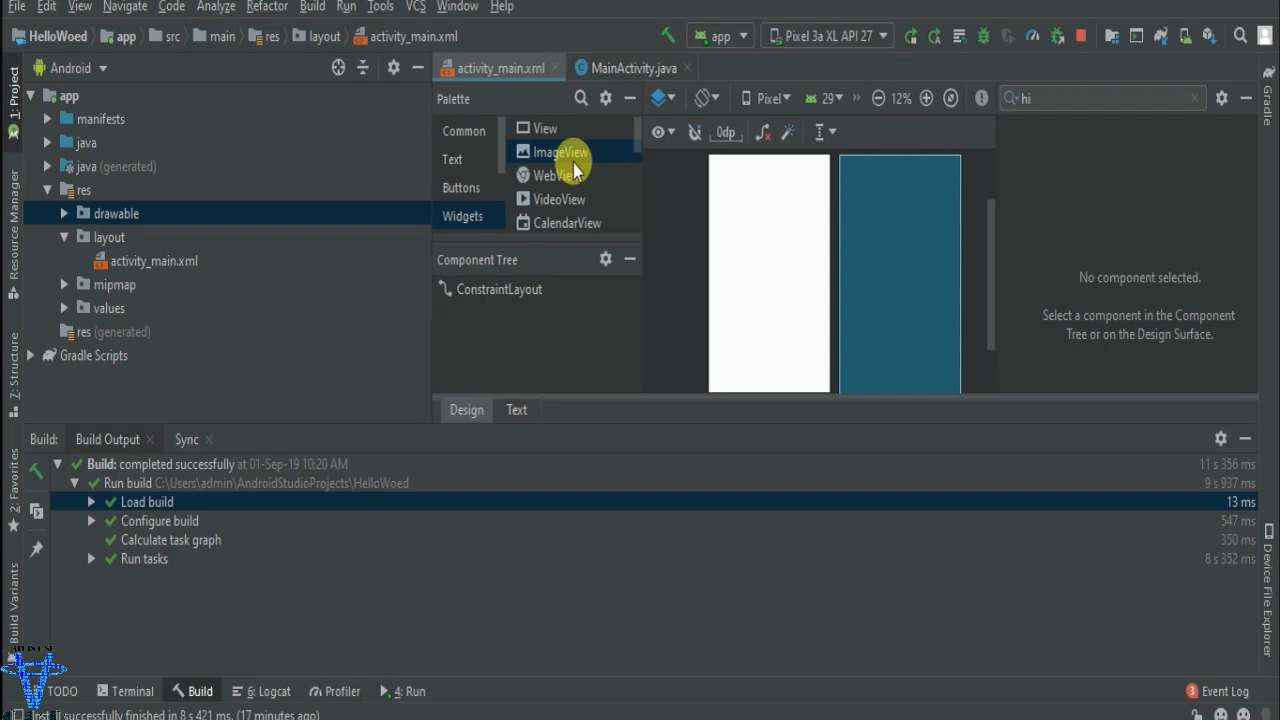 File Edit View Navigate Code Analyze Refactor Build Run Tools VCS Window Help
HelloWoed app src main res layout activity_main.xml app Pixel 3a XL API 27
1: Project
Resource Manager
7: Structure
2: Favorites
Build Variants
Android
app
manifests
java
java (generated)
res
drawable
layout
activity_main.xml
mipmap
values
res (generated)
Gradle Scripts
activity_main.xml MainActivity.java
Palette
Common
Text
Buttons
Widgets
View
ImageView
WebView
VideoView
CalendarView
Component Tree
ConstraintLayout
Pixel 29 » 12%
0dp
hi
No component selected.
Select a component in the Component
Tree or on the Design Surface.
Gradle
Device File Explorer
Design Text
Build: Build Output Sync
Build: completed successfully at 01-Sep-19 10:20 AM 11 s 356 ms
Run build C:\Users\admin\AndroidStudioProjects\HelloWoed 9 s 937 ms
Load build 13 ms
Configure build 547 ms
Calculate task graph 350 ms
Run tasks 8 s 352 ms
TODO Terminal Build 6: Logcat Profiler 4: Run 3 Event Log
successfully finished in 8 s 421 ms. (17 minutes ago)